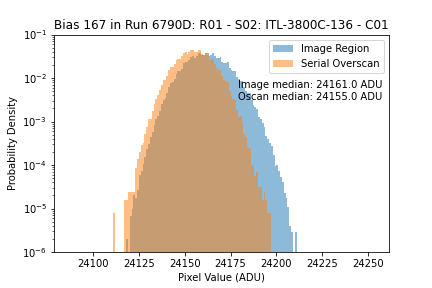 Bias 167 in Run 6790D: R01 - S02: ITL-3800C-136 - C01
Image Region
Serial Overscan
Image median: 24161.0 ADU
Oscan median: 24155.0 ADU
Probability Density
10⁻¹
10⁻²
10⁻³
10⁻⁴
10⁻⁵
10⁻⁶
24100 24125 24150 24175 24200 24225 24250
Pixel Value (ADU)